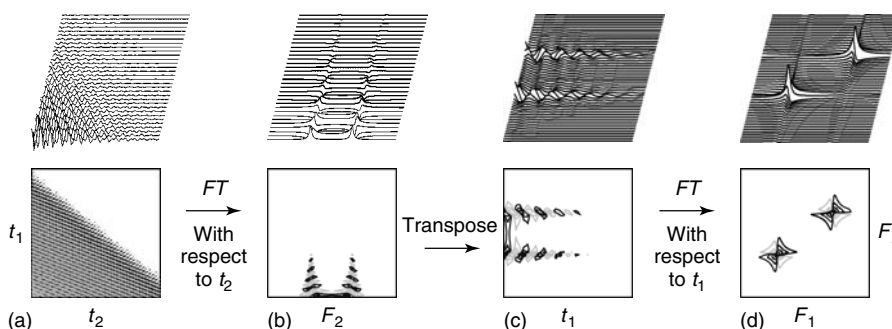 FT
With
respect
to t2
Transpose
FT
With
respect
to t1
t1
F
(a)
t2
(b)
F2
(c)
t1
(d)
F1